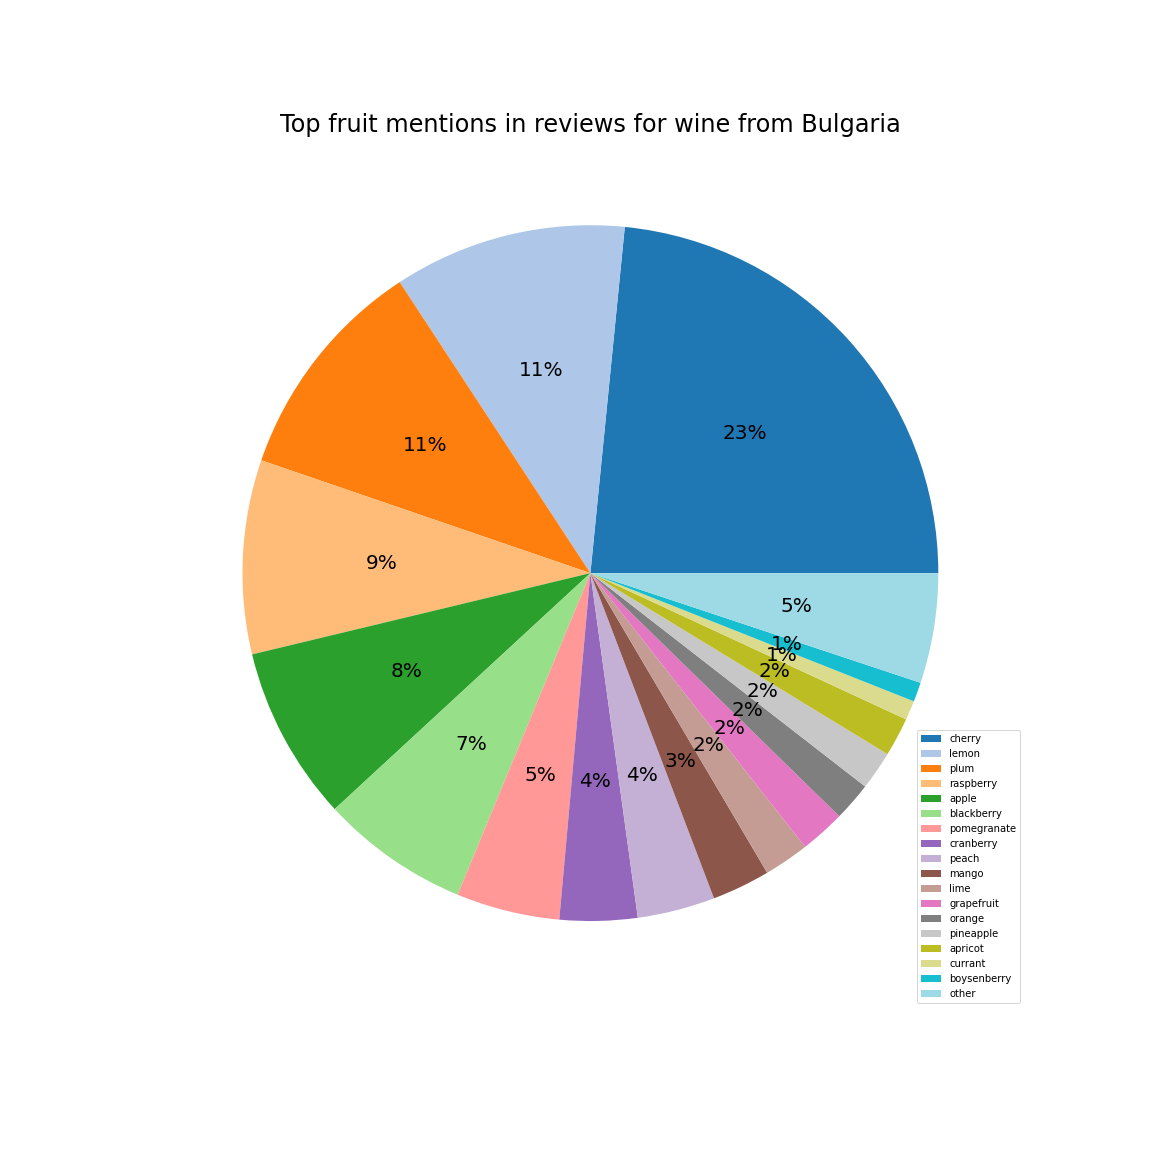 Top fruit mentions in reviews for wine from Bulgaria
23%
11%
11%
9%
8%
7%
5%
4%
4%
3%
2%
2%
2%
2%
2%
1%
1%
5%
cherry
lemon
plum
raspberry
apple
blackberry
pomegranate
cranberry
peach
mango
lime
grapefruit
orange
pineapple
apricot
currant
boysenberry
other